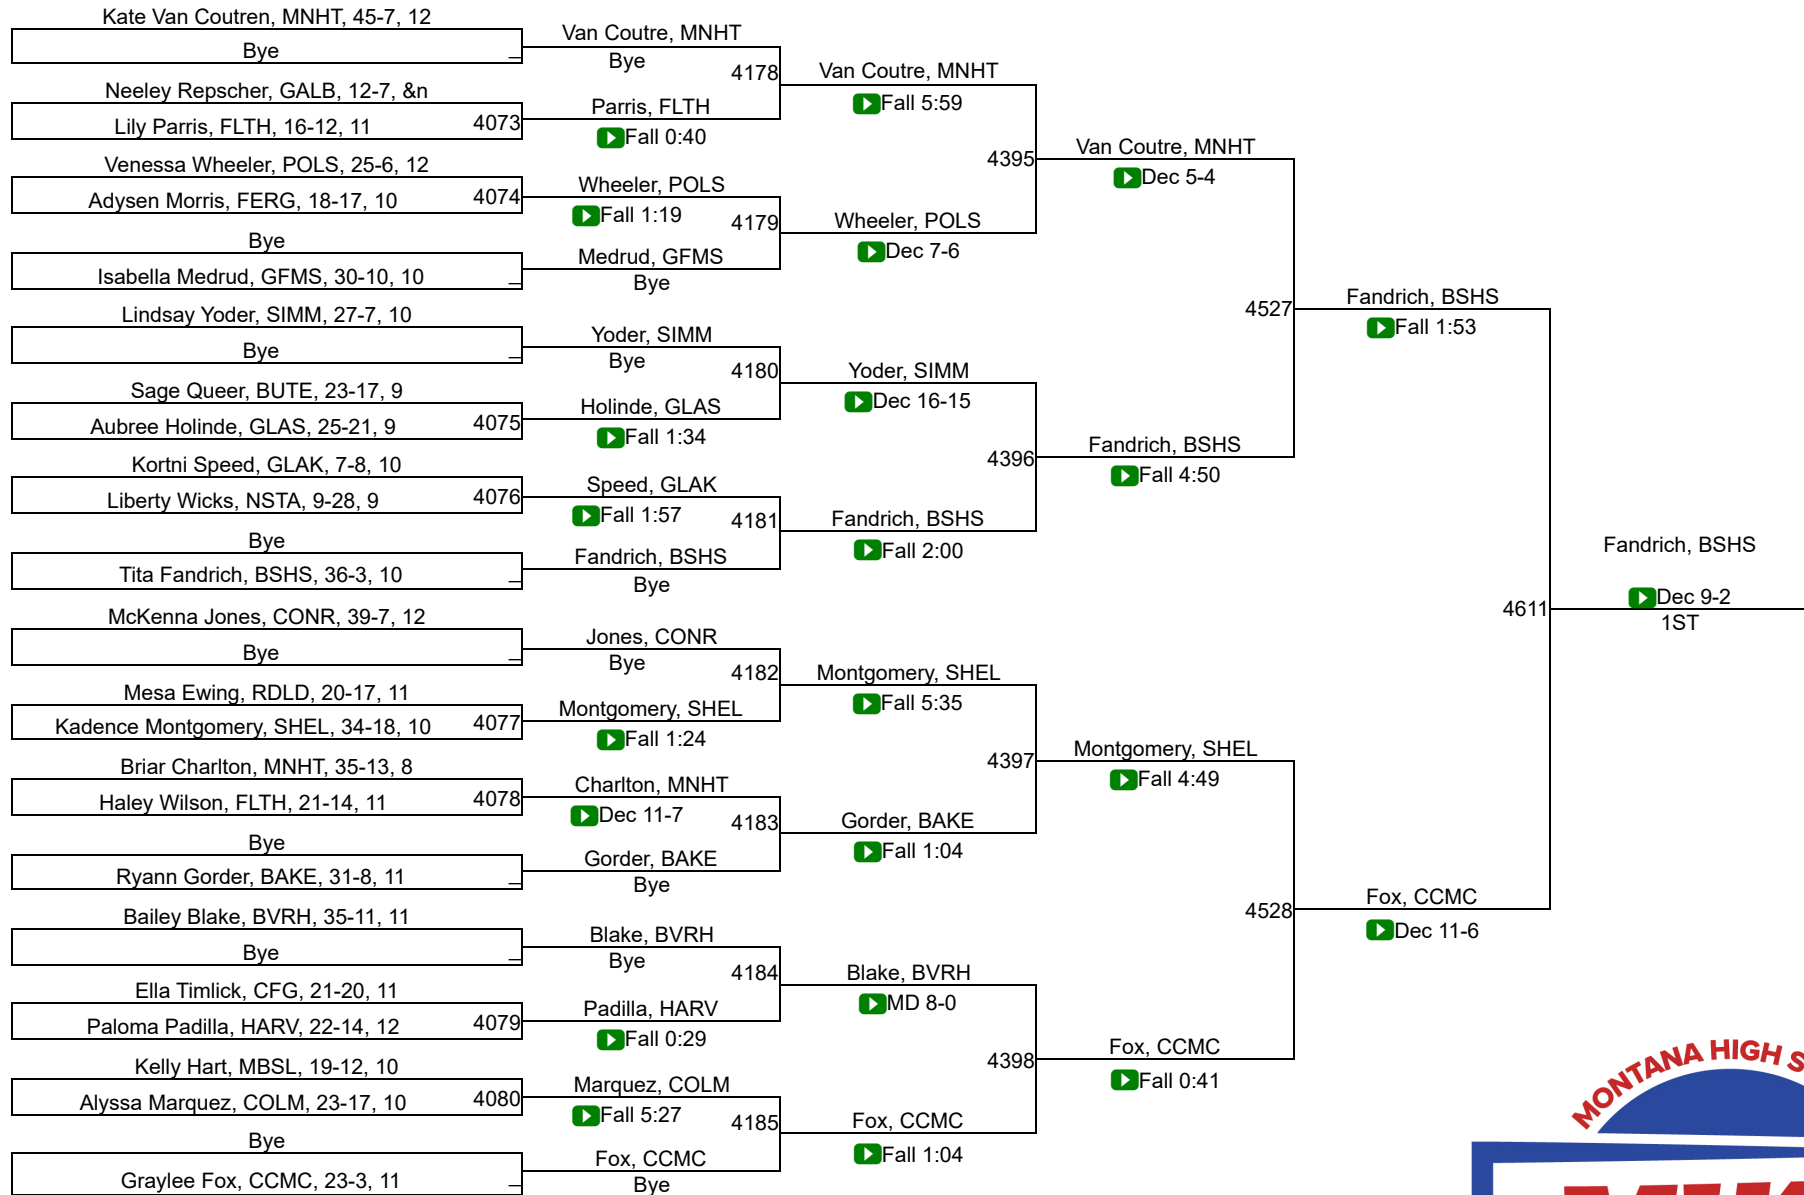 Kate Van Coutren, MNHT, 45-7, 12
Bye
Neeley Repscher, GALB, 12-7, &n
Lily Parris, FLTH, 16-12, 11
4073
Venessa Wheeler, POLS, 25-6, 12
Adysen Morris, FERG, 18-17, 10
4074
Bye
Isabella Medrud, GFMS, 30-10, 10
Lindsay Yoder, SIMM, 27-7, 10
Bye
Sage Queer, BUTE, 23-17, 9
Aubree Holinde, GLAS, 25-21, 9
4075
Kortni Speed, GLAK, 7-8, 10
Liberty Wicks, NSTA, 9-28, 9
4076
Bye
Tita Fandrich, BSHS, 36-3, 10
McKenna Jones, CONR, 39-7, 12
Bye
Mesa Ewing, RDLD, 20-17, 11
Kadence Montgomery, SHEL, 34-18, 10
4077
Briar Charlton, MNHT, 35-13, 8
Haley Wilson, FLTH, 21-14, 11
4078
Bye
Ryann Gorder, BAKE, 31-8, 11
Bailey Blake, BVRH, 35-11, 11
Bye
Ella Timlick, CFG, 21-20, 11
Paloma Padilla, HARV, 22-14, 12
4079
Kelly Hart, MBSL, 19-12, 10
Alyssa Marquez, COLM, 23-17, 10
4080
Bye
Graylee Fox, CCMC, 23-3, 11
Van Coutre, MNHT
Bye
4178
Parris, FLTH
Fall 0:40
Wheeler, POLS
Fall 1:19
4179
Medrud, GFMS
Bye
Yoder, SIMM
Bye
4180
Holinde, GLAS
Fall 1:34
Speed, GLAK
Fall 1:57
4181
Fandrich, BSHS
Bye
Jones, CONR
Bye
4182
Montgomery, SHEL
Fall 1:24
Charlton, MNHT
Dec 11-7
4183
Gorder, BAKE
Bye
Blake, BVRH
Bye
4184
Padilla, HARV
Fall 0:29
Marquez, COLM
Fall 5:27
4185
Fox, CCMC
Bye
Van Coutre, MNHT
Fall 5:59
4395
Wheeler, POLS
Dec 7-6
Yoder, SIMM
Dec 16-15
4396
Fandrich, BSHS
Fall 2:00
Montgomery, SHEL
Fall 5:35
4397
Gorder, BAKE
Fall 1:04
Blake, BVRH
MD 8-0
4398
Fox, CCMC
Fall 1:04
Van Coutre, MNHT
Dec 5-4
4527
Fandrich, BSHS
Fall 4:50
Montgomery, SHEL
Fall 4:49
4528
Fox, CCMC
Fall 0:41
Fandrich, BSHS
Fall 1:53
4611
Fox, CCMC
Dec 11-6
Fandrich, BSHS
Dec 9-2
1ST
MONTANA HIGH S